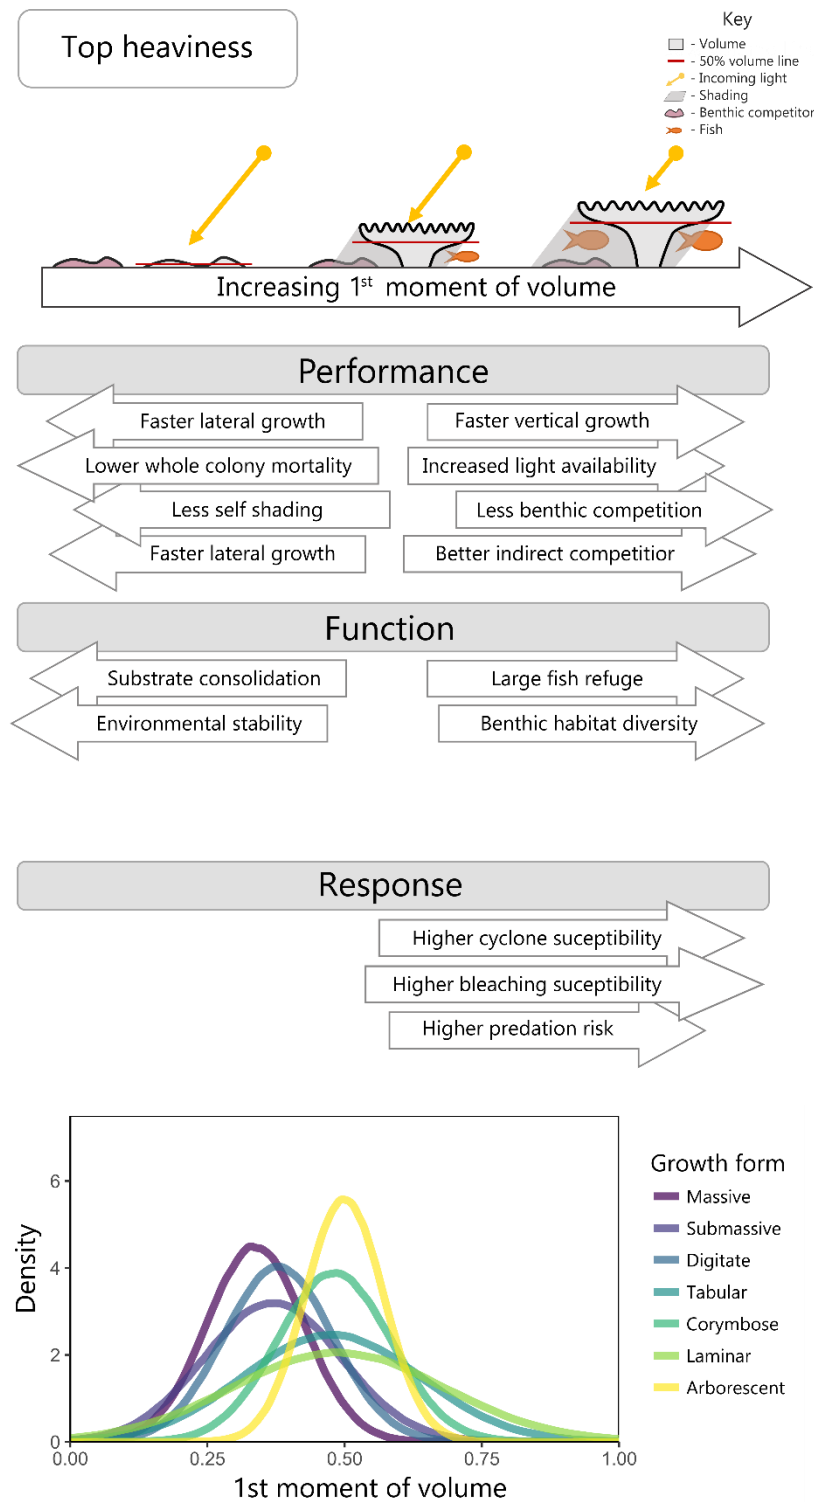 Top heaviness
Key
- Volume
- 50% volume line
- Incoming light
- Shading
- Benthic competitor
- Fish
Increasing 1st moment of volume
Performance
Faster lateral growth
Faster vertical growth
Lower whole colony mortality
Increased light availability
Less self shading
Less benthic competition
Faster lateral growth
Better indirect competitior
Function
Substrate consolidation
Large fish refuge
Environmental stability
Benthic habitat diversity
Response
Higher cyclone suceptibility
Higher bleaching suceptibility
Higher predation risk
Density
6
4
2
0
0.00
0.25
0.50
0.75
1.00
1st moment of volume
Growth form
Massive
Submassive
Digitate
Tabular
Corymbose
Laminar
Arborescent